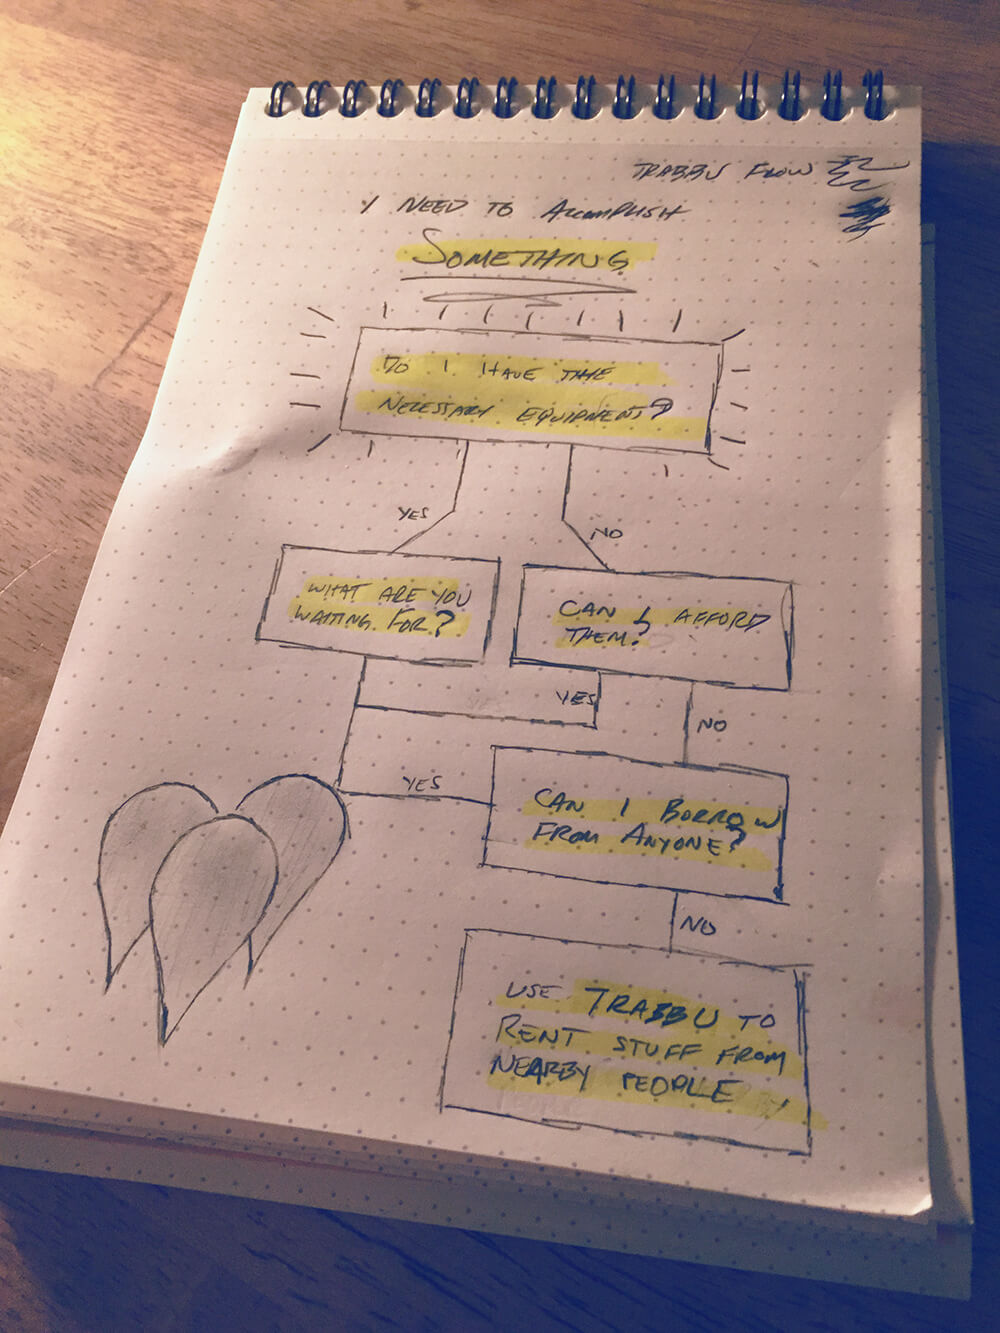 TRABBU FLOW
I NEED TO ACCOMPLISH
SOMETHING
DO I HAVE THE
NECESSARY EQUIPMENT?
YES
NO
WHAT ARE YOU
WAITING FOR?
CAN I AFFORD
THEM?
YES
NO
YES
CAN I BORROW
FROM ANYONE?
NO
USE TRABBU TO
RENT STUFF FROM
NEARBY PEOPLE